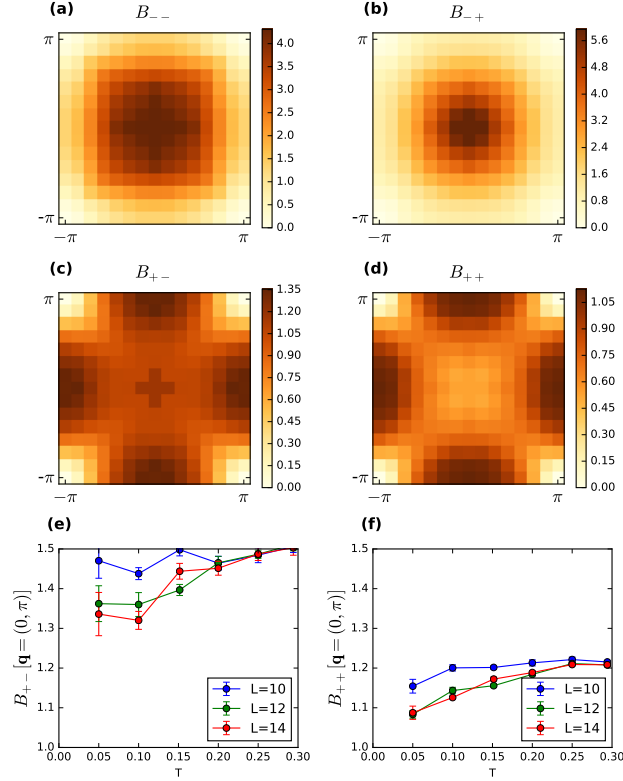 (a)
B−−
π
-π
−π
π
4.0
3.5
3.0
2.5
2.0
1.5
1.0
0.5
0.0
(b)
B−+
π
-π
−π
π
5.6
4.8
4.0
3.2
2.4
1.6
0.8
0.0
(c)
B+−
π
-π
−π
π
1.35
1.20
1.05
0.90
0.75
0.60
0.45
0.30
0.15
0.00
(d)
B++
π
-π
−π
π
1.05
0.90
0.75
0.60
0.45
0.30
0.15
0.00
(e)
B+− [q = (0, π)]
1.5
1.4
1.3
1.2
1.1
1.0
0.00 0.05 0.10 0.15 0.20 0.25 0.30
T
L=10
L=12
L=14
(f)
B++ [q = (0, π)]
1.5
1.4
1.3
1.2
1.1
1.0
0.00 0.05 0.10 0.15 0.20 0.25 0.30
T
L=10
L=12
L=14